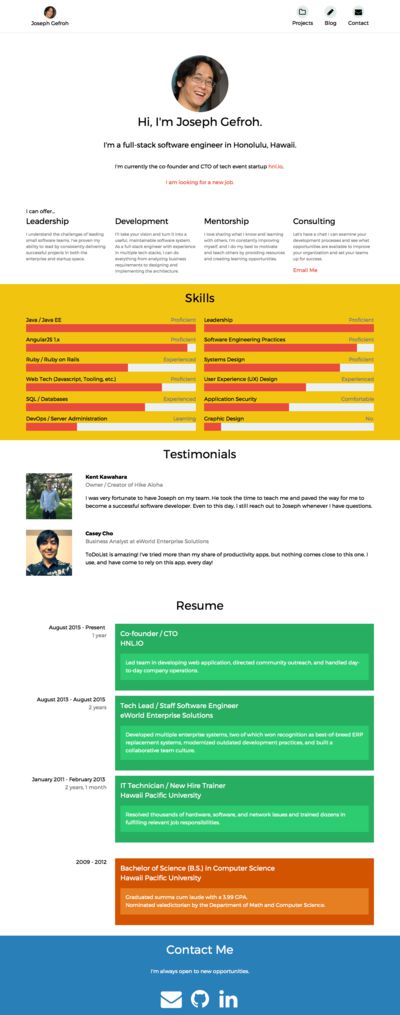 Joseph Gefroh
Projects
Blog
Contact
Hi, I'm Joseph Gefroh.
I'm a full-stack software engineer in Honolulu, Hawaii.
I'm currently the co-founder and CTO of tech event startup hnl.io.
I am looking for a new job.
I can offer...
Leadership
I understand the challenges of leading
small software teams. I've proven my
ability to lead by consistently delivering
successful projects in both the
enterprise and startup space.
Development
I'll take your vision and turn it into a
useful, maintainable software system.
As a full-stack engineer with experience
in multiple tech stacks, I can do
everything from analyzing business
requirements to designing and
implementing the architecture.
Mentorship
I love sharing what I know and learning
with others. I'm constantly improving
myself, and I do my best to motivate
and teach others by providing resources
and creating learning opportunities.
Consulting
Let's have a chat! I can examine your
development processes and see what
opportunities are available to improve
your organization and set your teams
up for success.
Email Me
Skills
Java / Java EE
Proficient
AngularJS 1.x
Proficient
Ruby / Ruby on Rails
Experienced
Web Tech (Javascript, Tooling, etc.)
Proficient
SQL / Databases
Experienced
DevOps / Server Administration
Learning
Leadership
Proficient
Software Engineering Practices
Proficient
Systems Design
Proficient
User Experience (UX) Design
Experienced
Application Security
Comfortable
Graphic Design
No.
Testimonials
Kent Kawahara
Owner / Creator of Hike Aloha
I was very fortunate to have Joseph on my team. He took the time to teach me and paved the way for me to
become a successful software developer. Even to this day, I still reach out to Joseph whenever I have questions.
Casey Cho
Business Analyst at eWorld Enterprise Solutions
ToDoList is amazing! I've tried more than my share of productivity apps, but nothing comes close to this one. I
use, and have come to rely on this app, every day!
Resume
August 2015 - Present
1 year
Co-founder / CTO
HNL.IO
Led team in developing web application, directed community outreach, and handled day-
to-day company operations.
August 2013 - August 2015
2 years
Tech Lead / Staff Software Engineer
eWorld Enterprise Solutions
Developed multiple enterprise systems, two of which won recognition as best-of-breed ERP
replacement systems, modernized outdated development practices, and built a
collaborative team culture.
January 2011 - February 2013
2 years, 1 month
IT Technician / New Hire Trainer
Hawaii Pacific University
Resolved thousands of hardware, software, and network issues and trained dozens in
fulfilling relevant job responsibilities.
2009 - 2012
Bachelor of Science (B.S.) in Computer Science
Hawaii Pacific University
Graduated summa cum laude with a 3.99 GPA.
Nominated valedictorian by the Department of Math and Computer Science.
Contact Me
I'm always open to new opportunities.